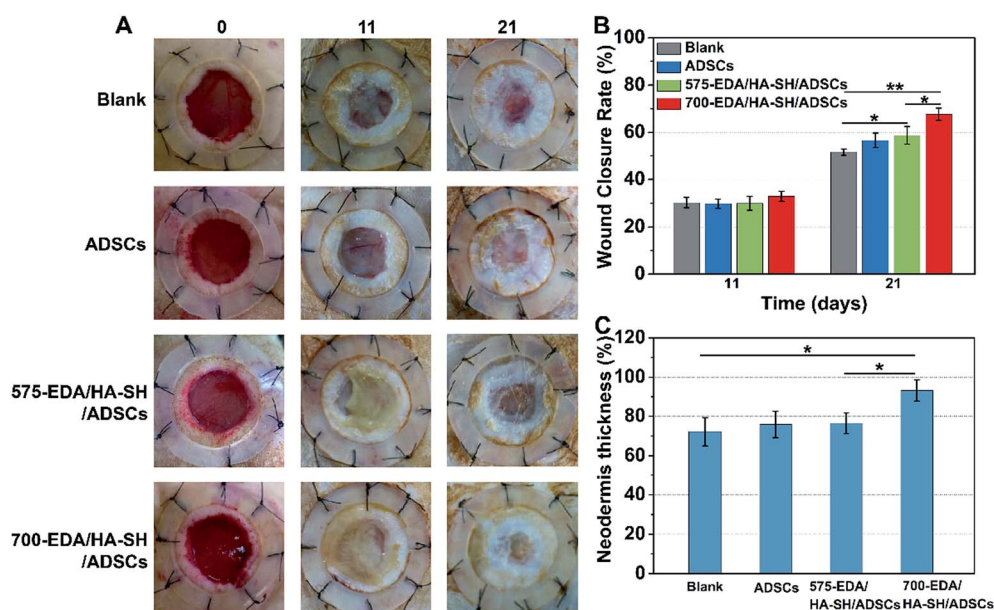 A
0
11
21
Blank
ADSCs
575-EDA/HA-SH
/ADSCs
700-EDA/HA-SH
/ADSCs
B
Wound Closure Rate (%)
100
80
60
40
20
0
Blank
ADSCs
575-EDA/HA-SH/ADSCs
700-EDA/HA-SH/ADSCs
**
*
*
11
21
Time (days)
C
Neodermis thickness (%)
120
100
80
60
40
20
0
*
*
Blank
ADSCs
575-EDA/
HA-SH/ADSCs
700-EDA/
HA-SH/ADSCs